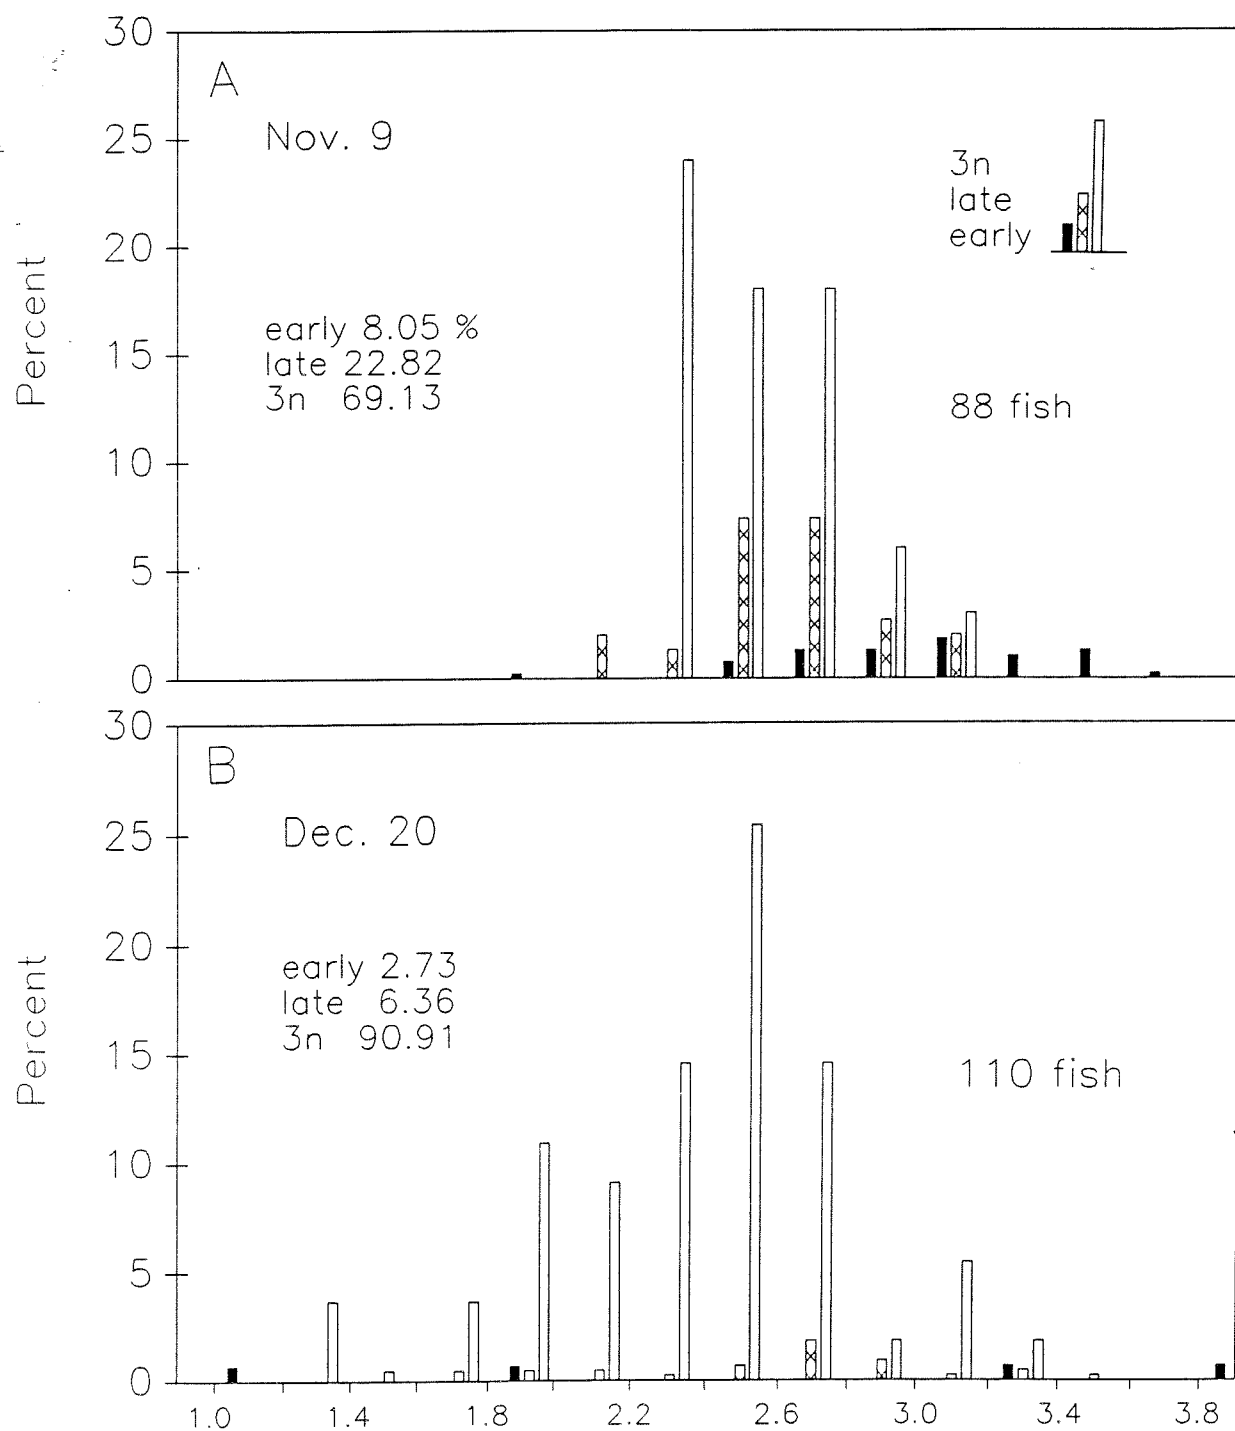 30
A
25
Nov. 9
3n
late
early
20
Percent
early 8.05 %
late 22.82
3n 69.13
15
88 fish
10
5
0
30
B
25
Dec. 20
20
Percent
early 2.73
late 6.36
3n 90.91
15
110 fish
10
5
0
1.0 1.4 1.8 2.2 2.6 3.0 3.4 3.8